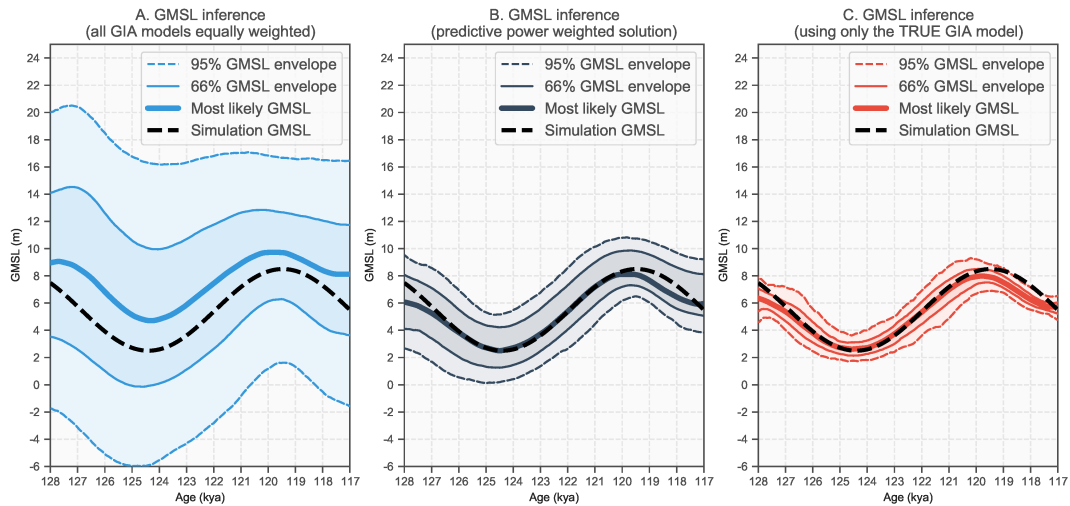 A. GMSL inference
(all GIA models equally weighted)
24
22
20
18
16
14
12
10
8
6
4
2
0
-2
-4
-6
GMSL (m)
95% GMSL envelope
66% GMSL envelope
Most likely GMSL
Simulation GMSL
128 127 126 125 124 123 122 121 120 119 118 117
Age (kya)
B. GMSL inference
(predictive power weighted solution)
24
22
20
18
16
14
12
10
8
6
4
2
0
-2
-4
-6
GMSL (m)
95% GMSL envelope
66% GMSL envelope
Most likely GMSL
Simulation GMSL
128 127 126 125 124 123 122 121 120 119 118 117
Age (kya)
C. GMSL inference
(using only the TRUE GIA model)
24
22
20
18
16
14
12
10
8
6
4
2
0
-2
-4
-6
GMSL (m)
95% GMSL envelope
66% GMSL envelope
Most likely GMSL
Simulation GMSL
128 127 126 125 124 123 122 121 120 119 118 117
Age (kya)